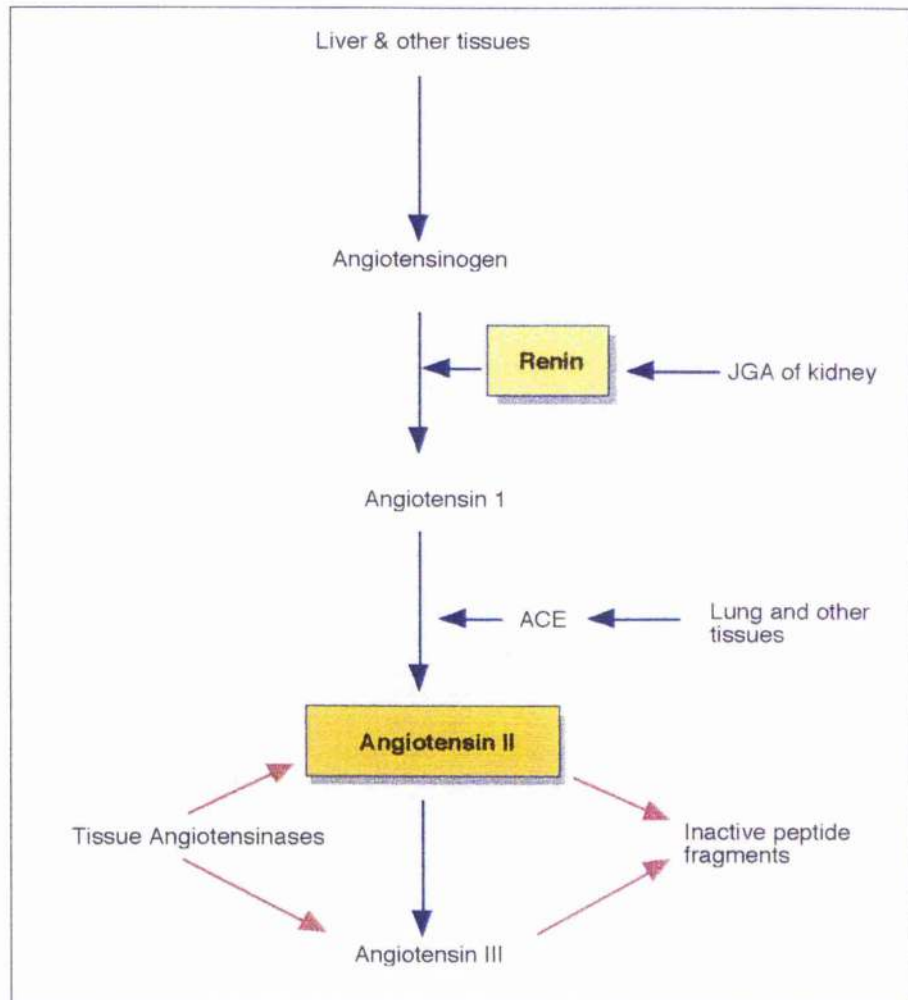 Liver & other tissues
Angiotensinogen
Renin
JGA of kidney
Angiotensin 1
ACE
Lung and other
tissues
Angiotensin II
Tissue Angiotensinases
Inactive peptide
fragments
Angiotensin III